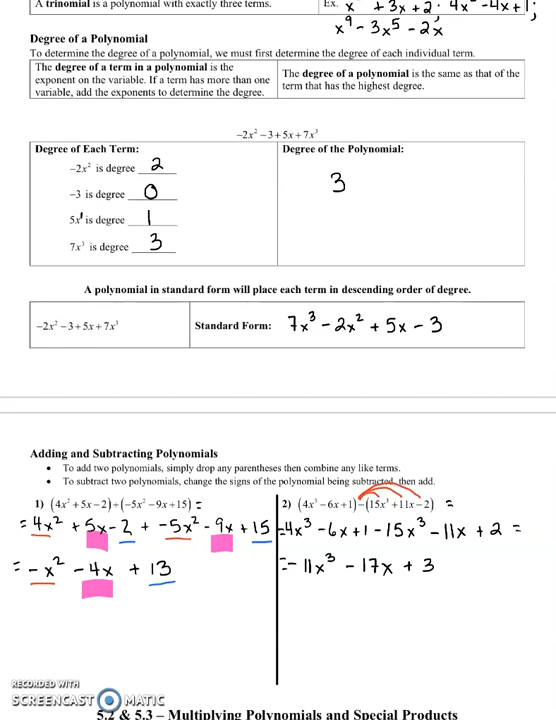 A trinomial is a polynomial with exactly three terms.
Ex. x + 3x + 2 ; 4x - 4x + 1 ;
x⁹ - 3x⁵ - 2x
Degree of a Polynomial
To determine the degree of a polynomial, we must first determine the degree of each individual term.
The degree of a term in a polynomial is the
exponent on the variable. If a term has more than one
variable, add the exponents to determine the degree.
The degree of a polynomial is the same as that of the
term that has the highest degree.
-2x² - 3 + 5x + 7x³
Degree of Each Term:
-2x² is degree 2
-3 is degree 0
5x¹ is degree 1
7x³ is degree 3
Degree of the Polynomial:
3
A polynomial in standard form will place each term in descending order of degree.
-2x² - 3 + 5x + 7x³
Standard Form: 7x³ - 2x² + 5x - 3
Adding and Subtracting Polynomials
• To add two polynomials, simply drop any parentheses then combine any like terms.
• To subtract two polynomials, change the signs of the polynomial being subtracted, then add.
1) (4x² + 5x - 2) + (-5x² - 9x + 15) =
= 4x² + 5x - 2 + -5x² - 9x + 15
= -x² - 4x + 13
2) (4x³ - 6x + 1) - (15x³ + 11x - 2) =
= 4x³ - 6x + 1 - 15x³ - 11x + 2 =
= -11x³ - 17x + 3
RECORDED WITH
SCREENCAST MATIC
5.2 & 5.3 – Multiplying Polynomials and Special Products